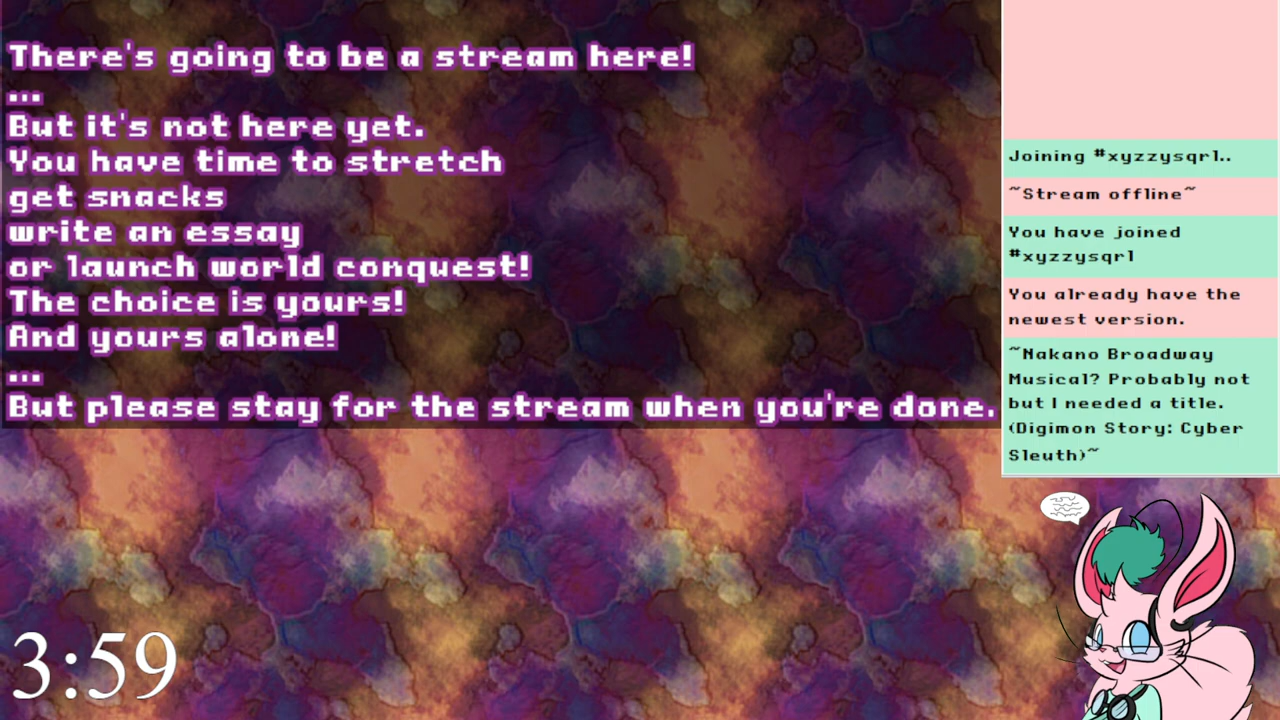 There's going to be a stream here!
...
But it's not here yet.
You have time to stretch
get snacks
write an essay
or launch world conquest!
The choice is yours!
And yours alone!
...
But please stay for the stream when you're done.
3:59
Joining #xyzzysqrl..
~Stream offline~
You have joined
#xyzzysqrl
You already have the
newest version.
~Nakano Broadway
Musical? Probably not
but I needed a title.
(Digimon Story: Cyber
Sleuth)~